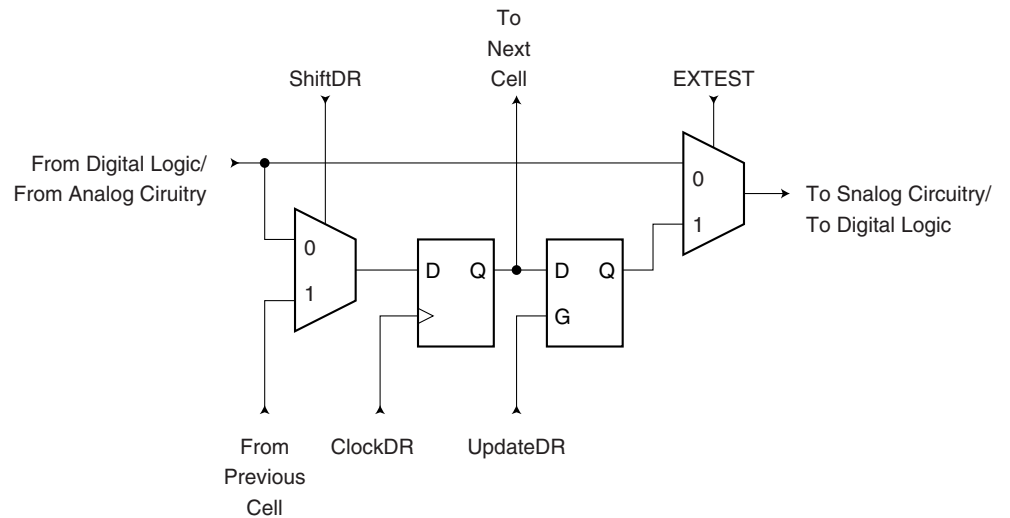 To
Next
Cell
ShiftDR
EXTEST
From Digital Logic/
From Analog Ciruitry
0
1
To Snalog Circuitry/
To Digital Logic
0
1
D Q
D Q
G
From
Previous
Cell
ClockDR
UpdateDR